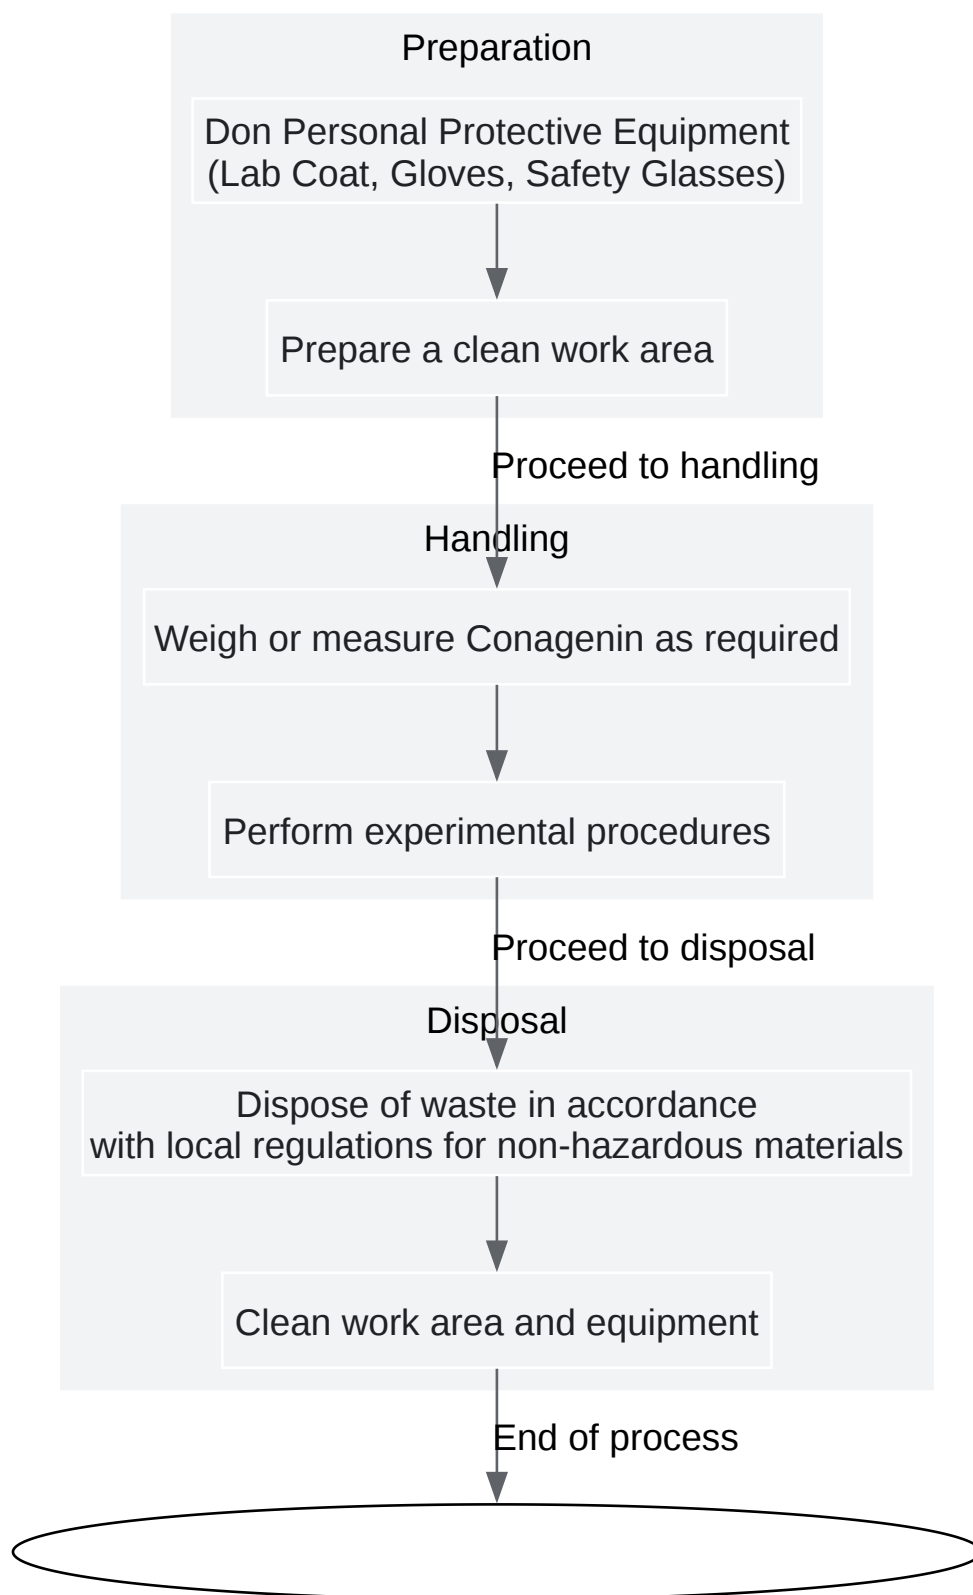 Preparation
Don Personal Protective Equipment
(Lab Coat, Gloves, Safety Glasses)
Prepare a clean work area
Proceed to handling
Handling
Weigh or measure Conagenin as required
Perform experimental procedures
Proceed to disposal
Disposal
Dispose of waste in accordance
with local regulations for non-hazardous materials
Clean work area and equipment
End of process